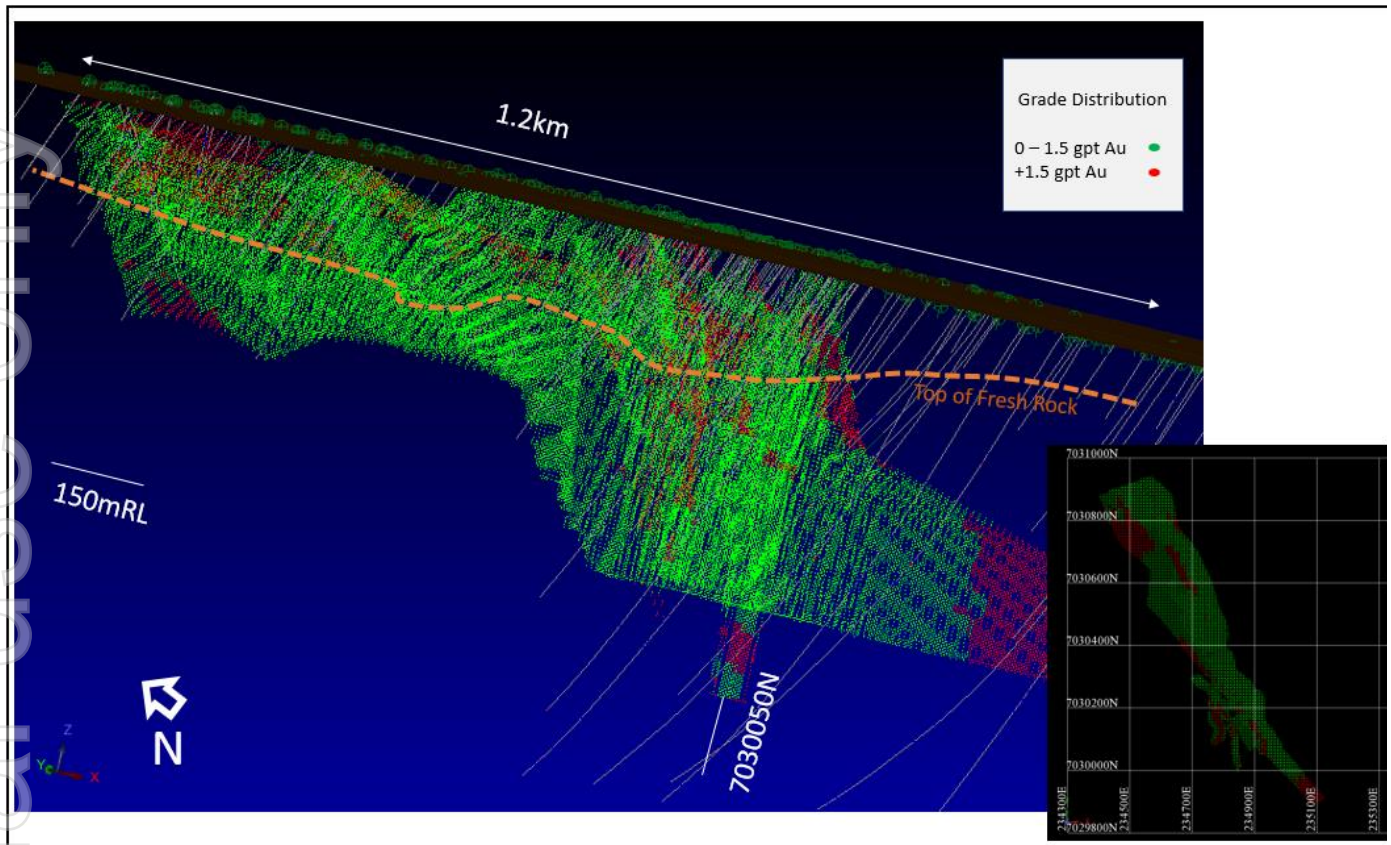 1.2km
Grade Distribution
0 – 1.5 gpt Au
+1.5 gpt Au
Top of Fresh Rock
150mRL
N
7030050N
Z
Y
X
7031000N
7030800N
7030600N
7030400N
7030200N
7030000N
7029800N
234300E
234500E
234700E
234900E
235100E
235300E